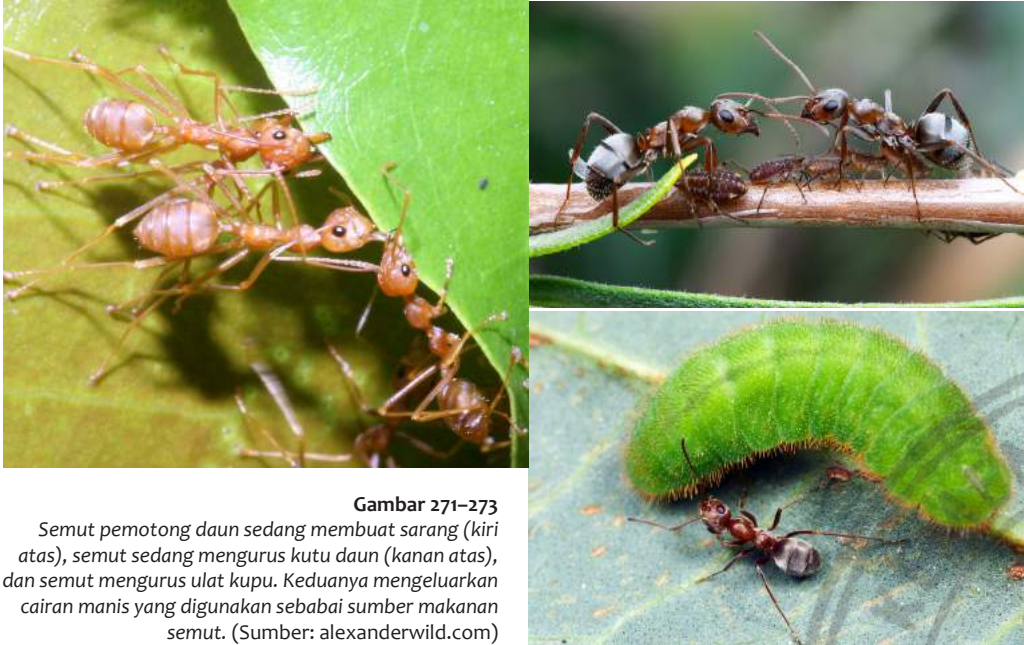 Gambar 271–273
Semut pemotong daun sedang membuat sarang (kiri
atas), semut sedang mengurus kutu daun (kanan atas),
dan semut mengurus ulat kupu. Keduanya mengeluarkan
cairan manis yang digunakan sebabai sumber makanan
semut. (Sumber: alexanderwild.com)